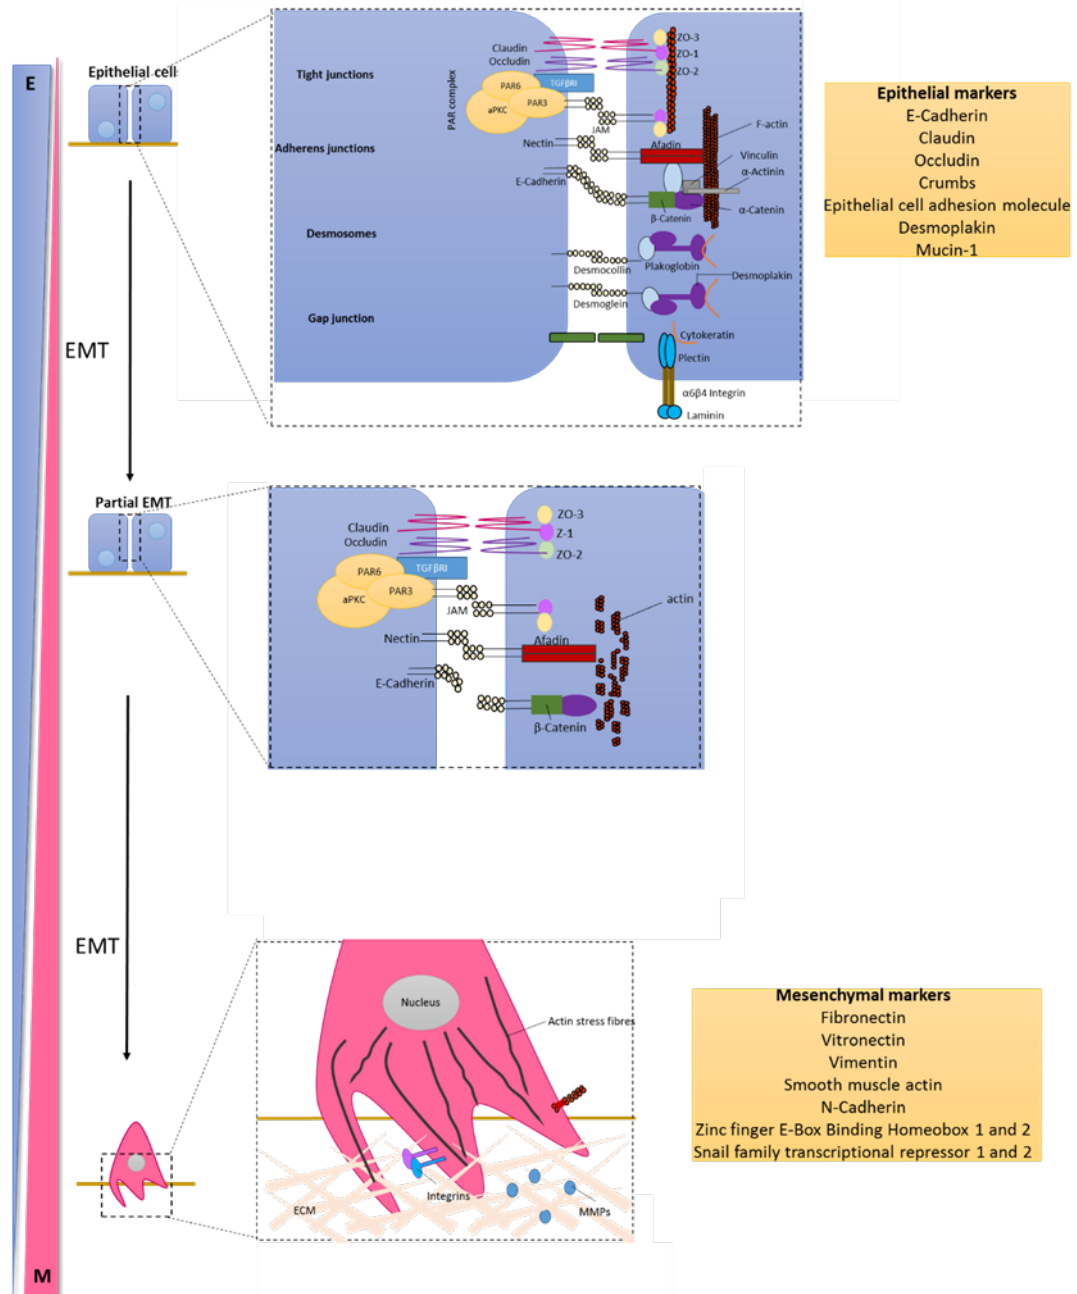 E
Epithelial cell
Tight junctions
Claudin
Occludin
ZO-3
ZO-1
ZO-2
PAR complex
PAR6
TGFβRI
aPKC
PAR3
JAM
Adherens junctions
Nectin
Afadin
F-actin
Vinculin
α-Actinin
E-Cadherin
β-Catenin
α-Catenin
Desmosomes
Desmocollin
Plakoglobin
Desmoplakin
Desmoglein
Gap junction
Cytokeratin
Plectin
α6β4 Integrin
Laminin
Epithelial markers
E-Cadherin
Claudin
Occludin
Crumbs
Epithelial cell adhesion molecule
Desmoplakin
Mucin-1
EMT
Partial EMT
Claudin
Occludin
ZO-3
Z-1
ZO-2
PAR6
TGFβRI
aPKC
PAR3
JAM
actin
Nectin
Afadin
E-Cadherin
β-Catenin
EMT
Nucleus
Actin stress fibres
Integrins
ECM
MMPs
Mesenchymal markers
Fibronectin
Vitronectin
Vimentin
Smooth muscle actin
N-Cadherin
Zinc finger E-Box Binding Homeobox 1 and 2
Snail family transcriptional repressor 1 and 2
M